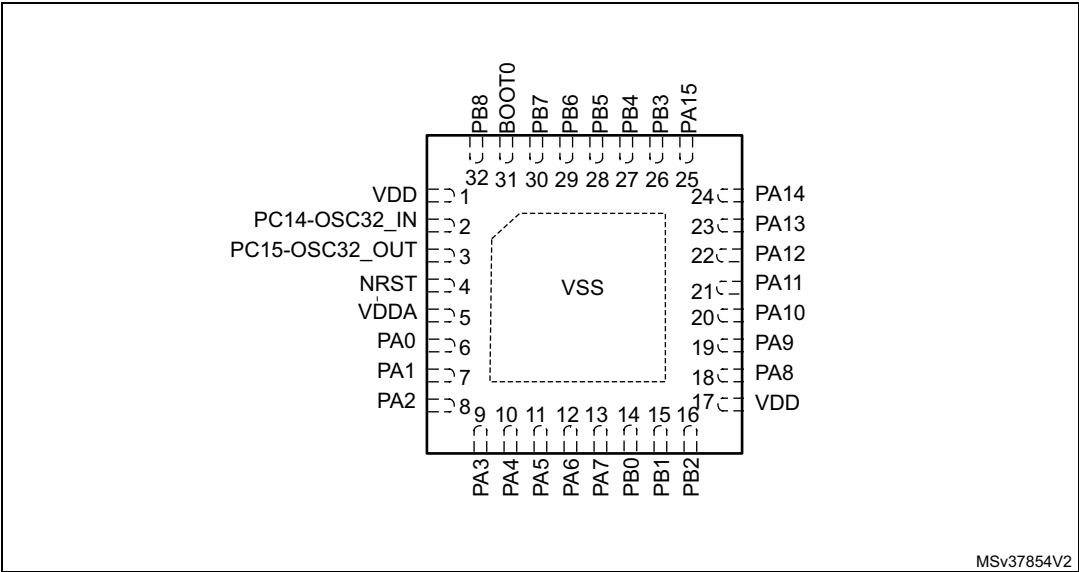 PB8 BOOT0 PB7 PB6 PB5 PB4 PB3 PA15
32 31 30 29 28 27 26 25
VDD 1
PC14-OSC32_IN 2
PC15-OSC32_OUT 3
NRST 4
VDDA 5
PA0 6
PA1 7
PA2 8
VSS
24 PA14
23 PA13
22 PA12
21 PA11
20 PA10
19 PA9
18 PA8
17 VDD
9 10 11 12 13 14 15 16
PA3 PA4 PA5 PA6 PA7 PB0 PB1 PB2
MSv37854V2